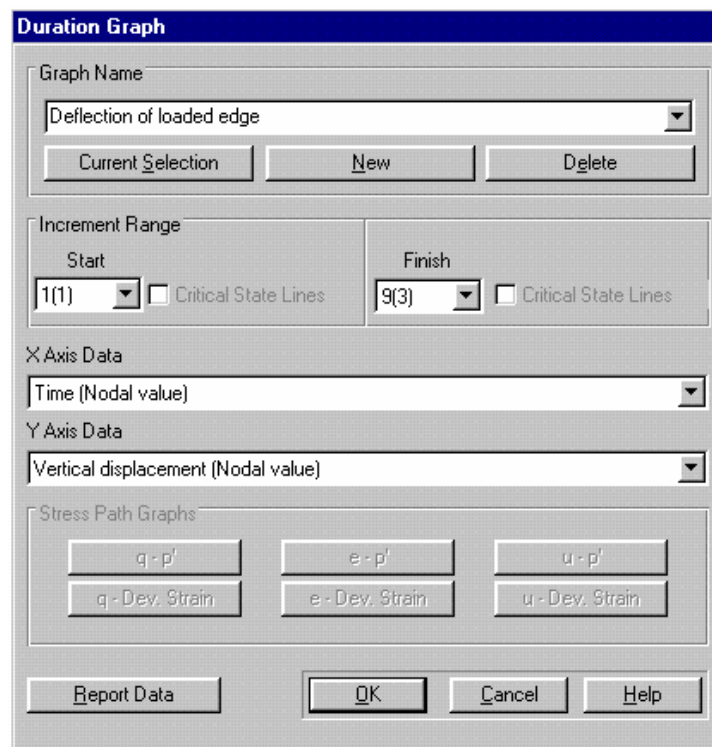 Duration Graph
Graph Name
Deflection of loaded edge
Current Selection New Delete
Increment Range
Start Finish
1(1) Critical State Lines 9(3) Critical State Lines
X Axis Data
Time (Nodal value)
Y Axis Data
Vertical displacement (Nodal value)
Stress Path Graphs
q - p' e - p' u - p'
q - Dev. Strain e - Dev. Strain u - Dev. Strain
Report Data OK Cancel Help